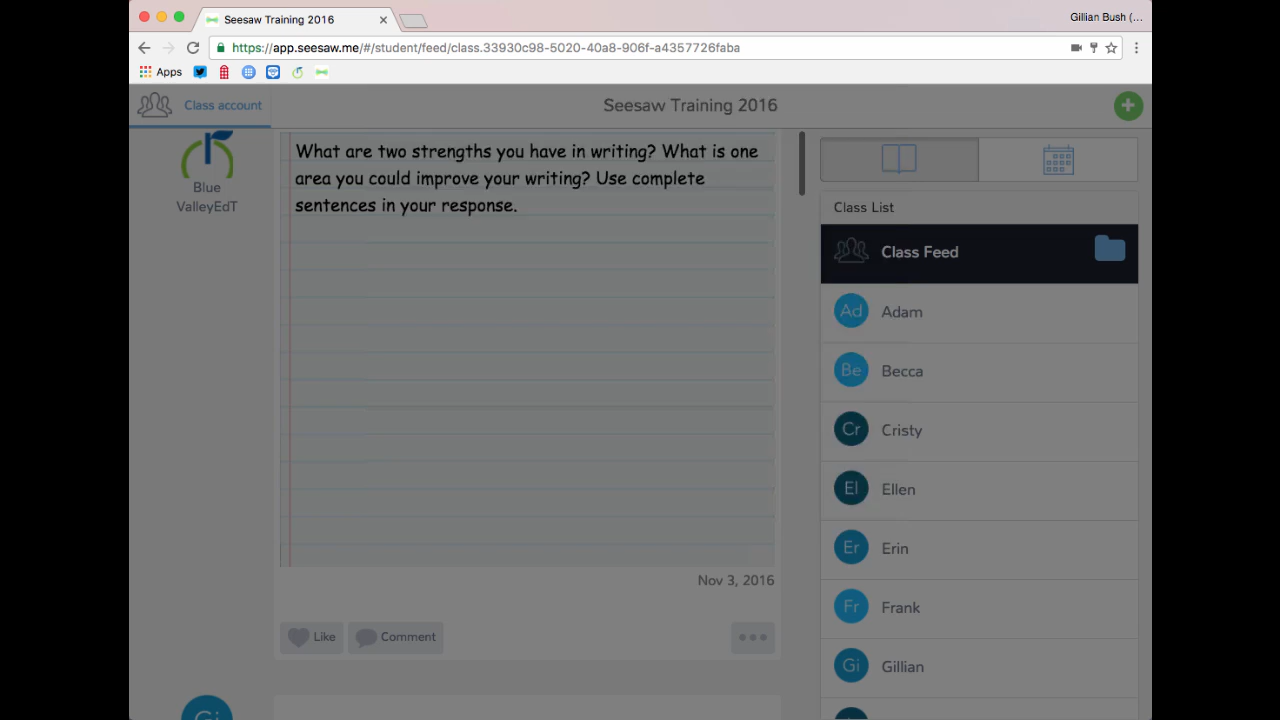 Seesaw Training 2016
Gillian Bush (...
https://app.seesaw.me/#/student/feed/class.33930c98-5020-40a8-906f-a4357726faba
Apps
Class account
Seesaw Training 2016
Blue
ValleyEdT
What are two strengths you have in writing? What is one
area you could improve your writing? Use complete
sentences in your response.
Nov 3, 2016
Like
Comment
Gi
Class List
Class Feed
Ad Adam
Be Becca
Cr Cristy
El Ellen
Er Erin
Fr Frank
Gi Gillian